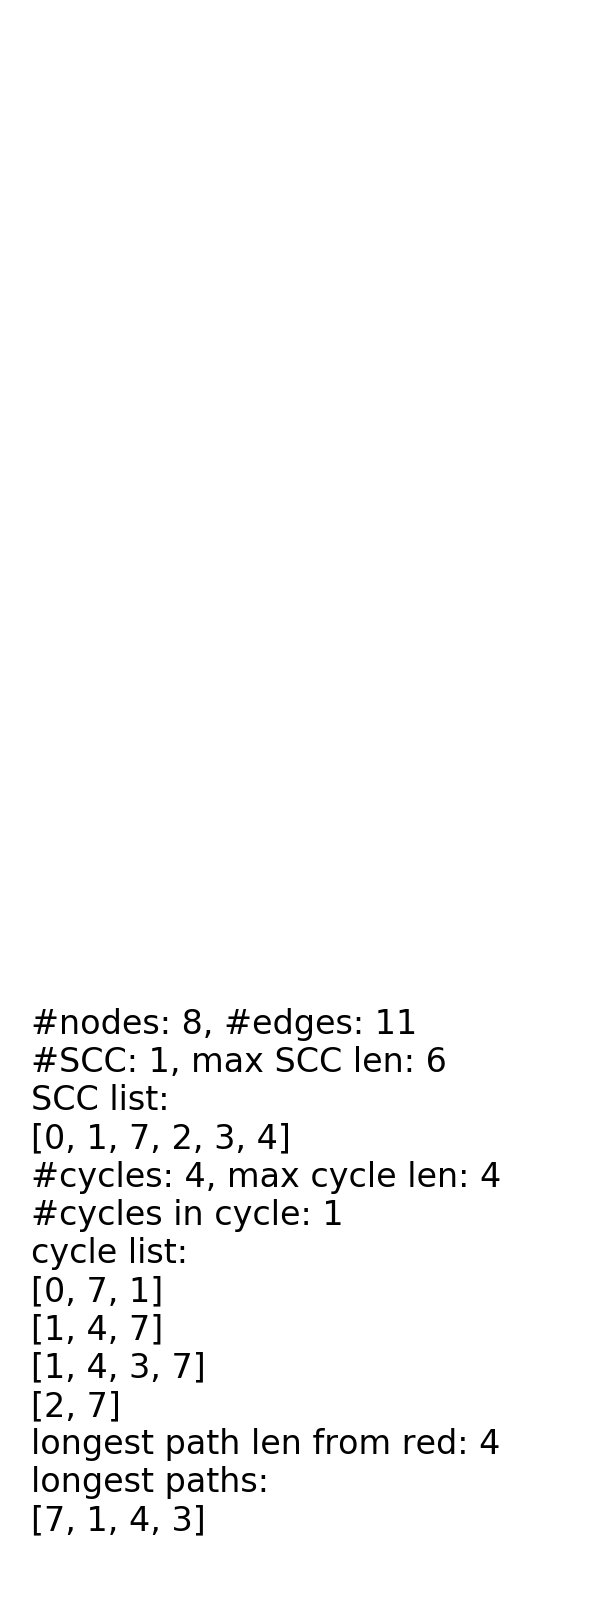 #nodes: 8, #edges: 11
#SCC: 1, max SCC len: 6
SCC list:
[0, 1, 7, 2, 3, 4]
#cycles: 4, max cycle len: 4
#cycles in cycle: 1
cycle list:
[0, 7, 1]
[1, 4, 7]
[1, 4, 3, 7]
[2, 7]
longest path len from red: 4
longest paths:
[7, 1, 4, 3]